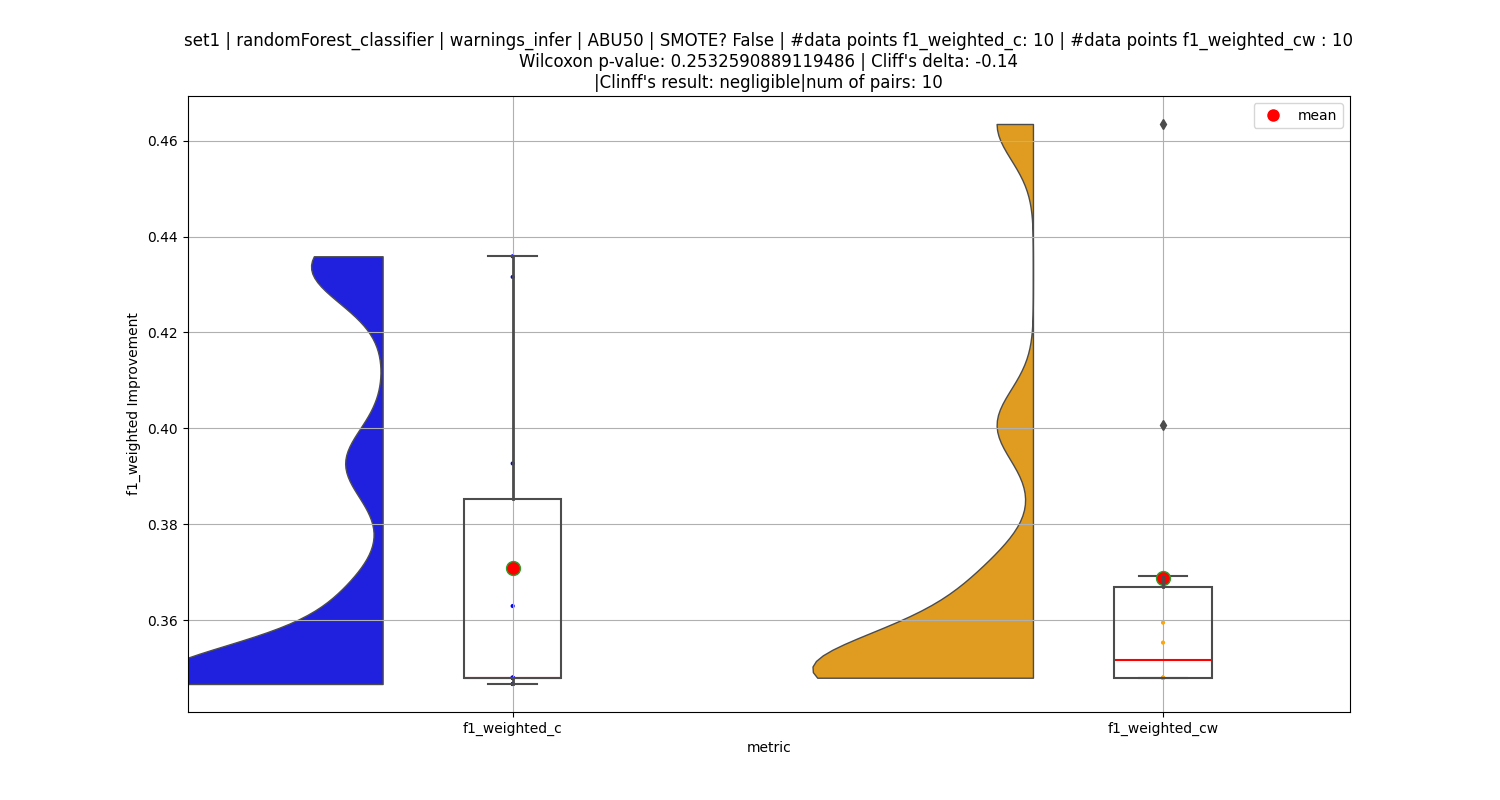 set1 | randomForest_classifier | warnings_infer | ABU50 | SMOTE? False | #data points f1_weighted_c: 10 | #data points f1_weighted_cw : 10
Wilcoxon p-value: 0.2532590889119486 | Cliff's delta: -0.14
|Clinff's result: negligible|num of pairs: 10
mean
f1_weighted Improvement
0.46
0.44
0.42
0.40
0.38
0.36
f1_weighted_c
f1_weighted_cw
metric